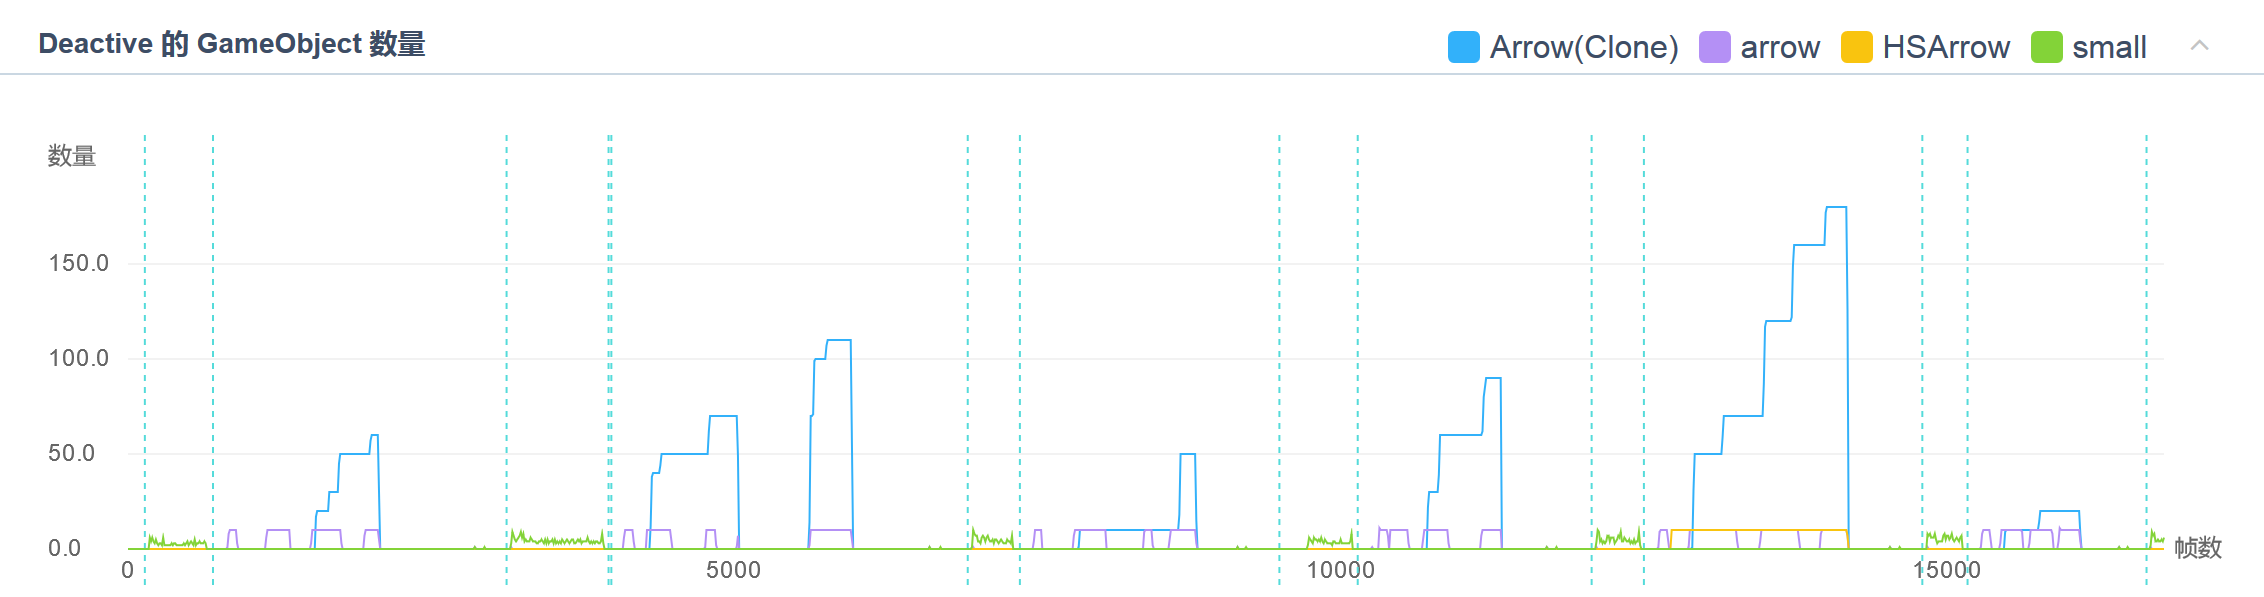 Deactive 的 GameObject 数量
Arrow(Clone) arrow HSArrow small
数量
150.0
100.0
50.0
0.0
0 5000 10000 15000
帧数